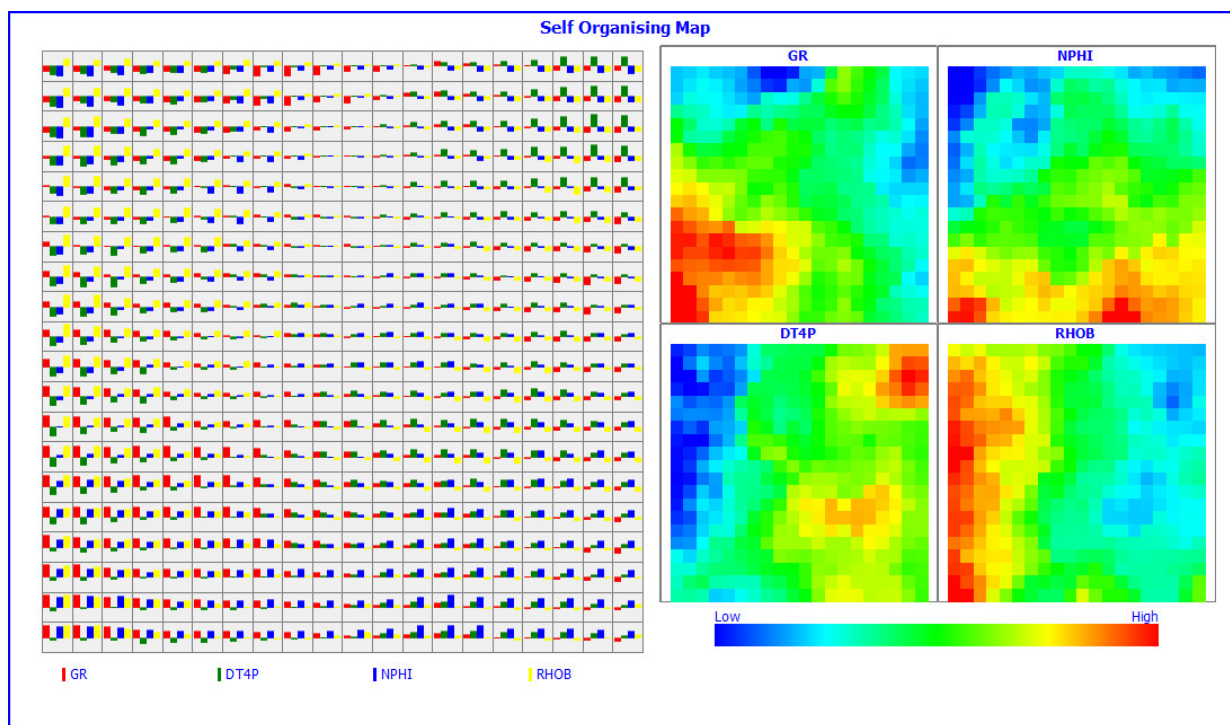 Self Organising Map
GR
NPHI
DT4P
RHOB
Low
High
GR
DT4P
NPHI
RHOB